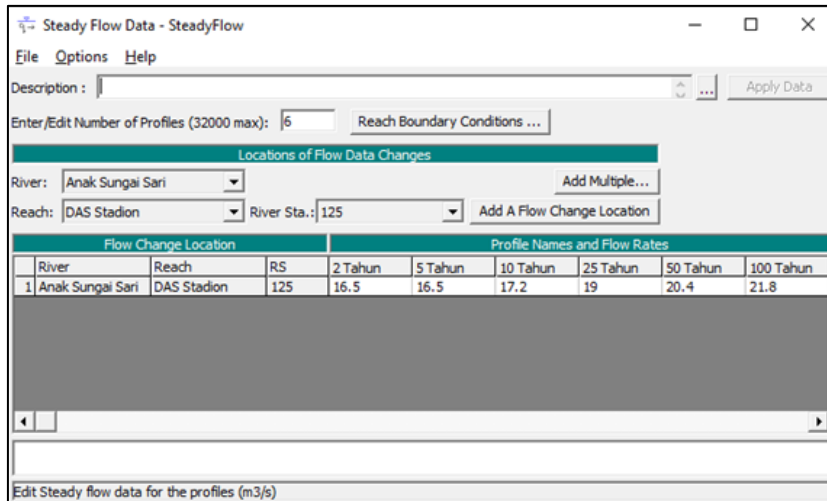 Steady Flow Data - SteadyFlow
File Options Help
Description : ... Apply Data
Enter/Edit Number of Profiles (32000 max): 6 Reach Boundary Conditions ...
Locations of Flow Data Changes
River: Anak Sungai Sari Add Multiple...
Reach: DAS Stadion River Sta.: 125 Add A Flow Change Location
Flow Change Location Profile Names and Flow Rates
River Reach RS 2 Tahun 5 Tahun 10 Tahun 25 Tahun 50 Tahun 100 Tahun
1 Anak Sungai Sari DAS Stadion 125 16.5 16.5 17.2 19 20.4 21.8
Edit Steady flow data for the profiles (m3/s)